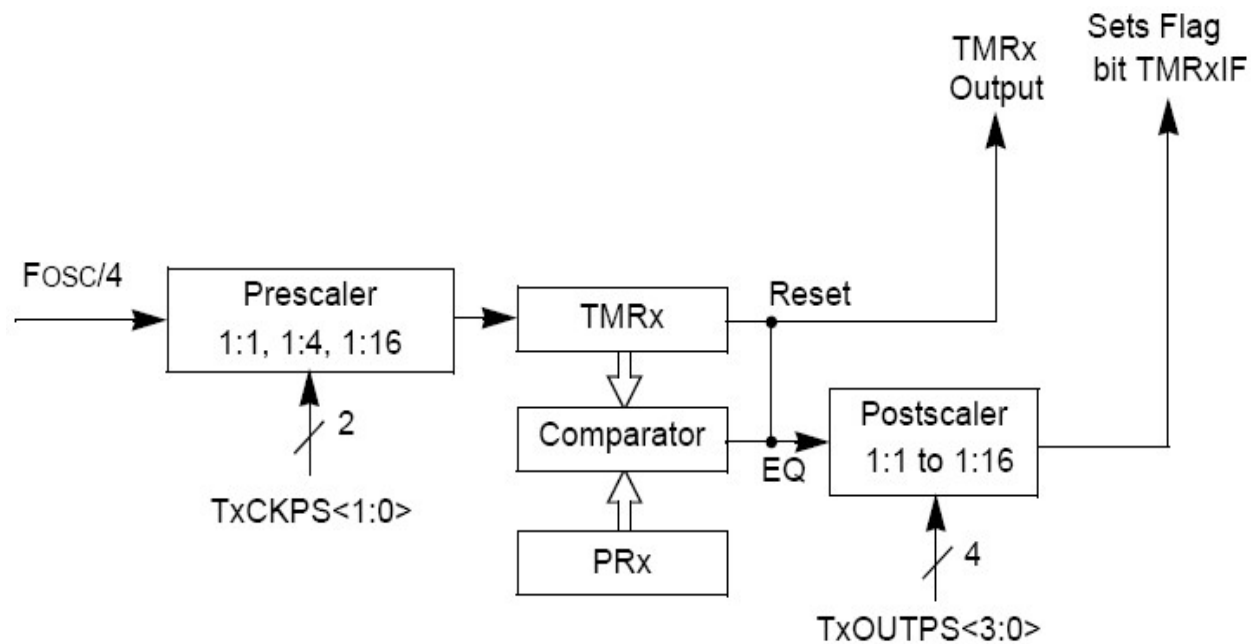 Sets Flag
bit TMRxIF
TMRx
Output
FOSC/4
Prescaler
1:1, 1:4, 1:16
2
TxCKPS<1:0>
TMRx
Reset
Comparator
EQ
PRx
Postscaler
1:1 to 1:16
4
TxOUTPS<3:0>